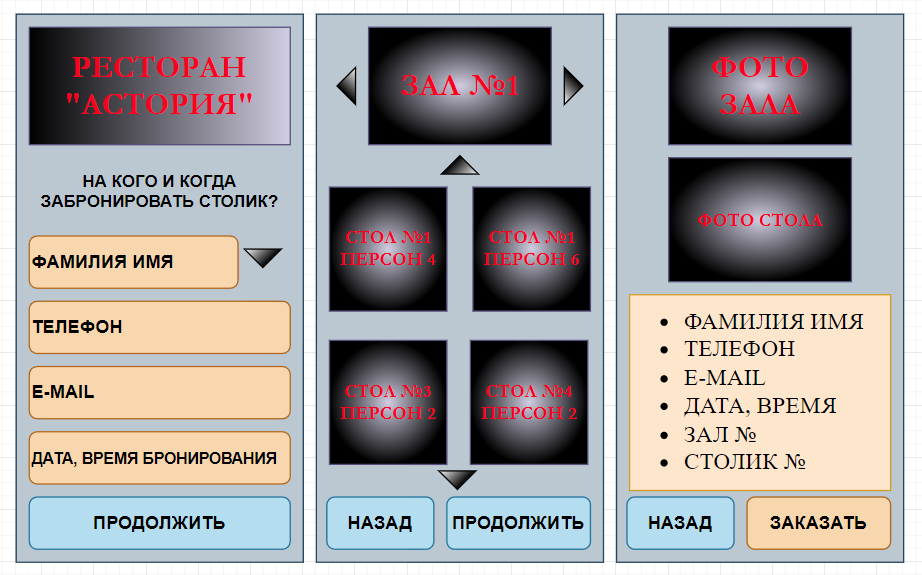 РЕСТОРАН
"АСТОРИЯ"
НА КОГО И КОГДА
ЗАБРОНИРОВАТЬ СТОЛИК?
ФАМИЛИЯ ИМЯ
ТЕЛЕФОН
E-MAIL
ДАТА, ВРЕМЯ БРОНИРОВАНИЯ
ПРОДОЛЖИТЬ
ЗАЛ №1
СТОЛ №1
ПЕРСОН 4
СТОЛ №1
ПЕРСОН 6
СТОЛ №3
ПЕРСОН 2
СТОЛ №4
ПЕРСОН 2
НАЗАД
ПРОДОЛЖИТЬ
ФОТО
ЗАЛА
ФОТО СТОЛА
• ФАМИЛИЯ ИМЯ
• ТЕЛЕФОН
• E-MAIL
• ДАТА, ВРЕМЯ
• ЗАЛ №
• СТОЛИК №
НАЗАД
ЗАКАЗАТЬ